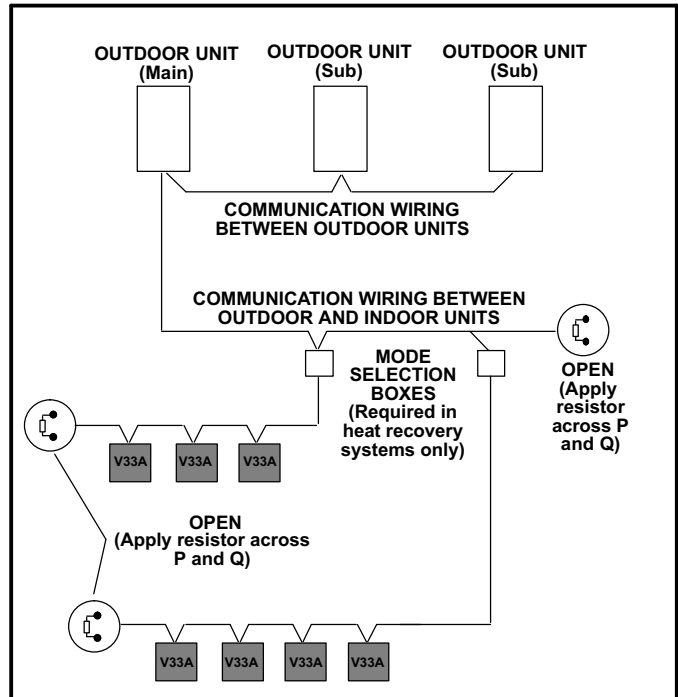 OUTDOOR UNIT
(Main)
OUTDOOR UNIT
(Sub)
OUTDOOR UNIT
(Sub)
COMMUNICATION WIRING
BETWEEN OUTDOOR UNITS
COMMUNICATION WIRING BETWEEN
OUTDOOR AND INDOOR UNITS
MODE
SELECTION
BOXES
(Required in
heat recovery
systems only)
OPEN
(Apply
resistor
across P
and Q)
V33A
V33A
V33A
OPEN
(Apply resistor across
P and Q)
V33A
V33A
V33A
V33A